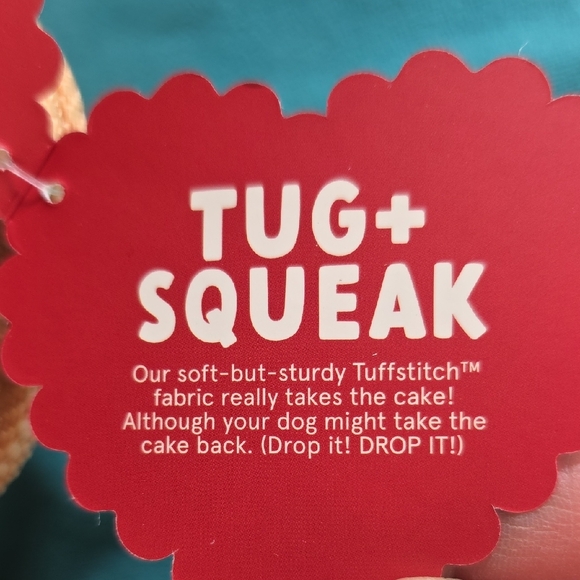 TUG+
SQUEAK
Our soft-but-sturdy Tuffstitch™
fabric really takes the cake!
Although your dog might take the
cake back. (Drop it! DROP IT!)